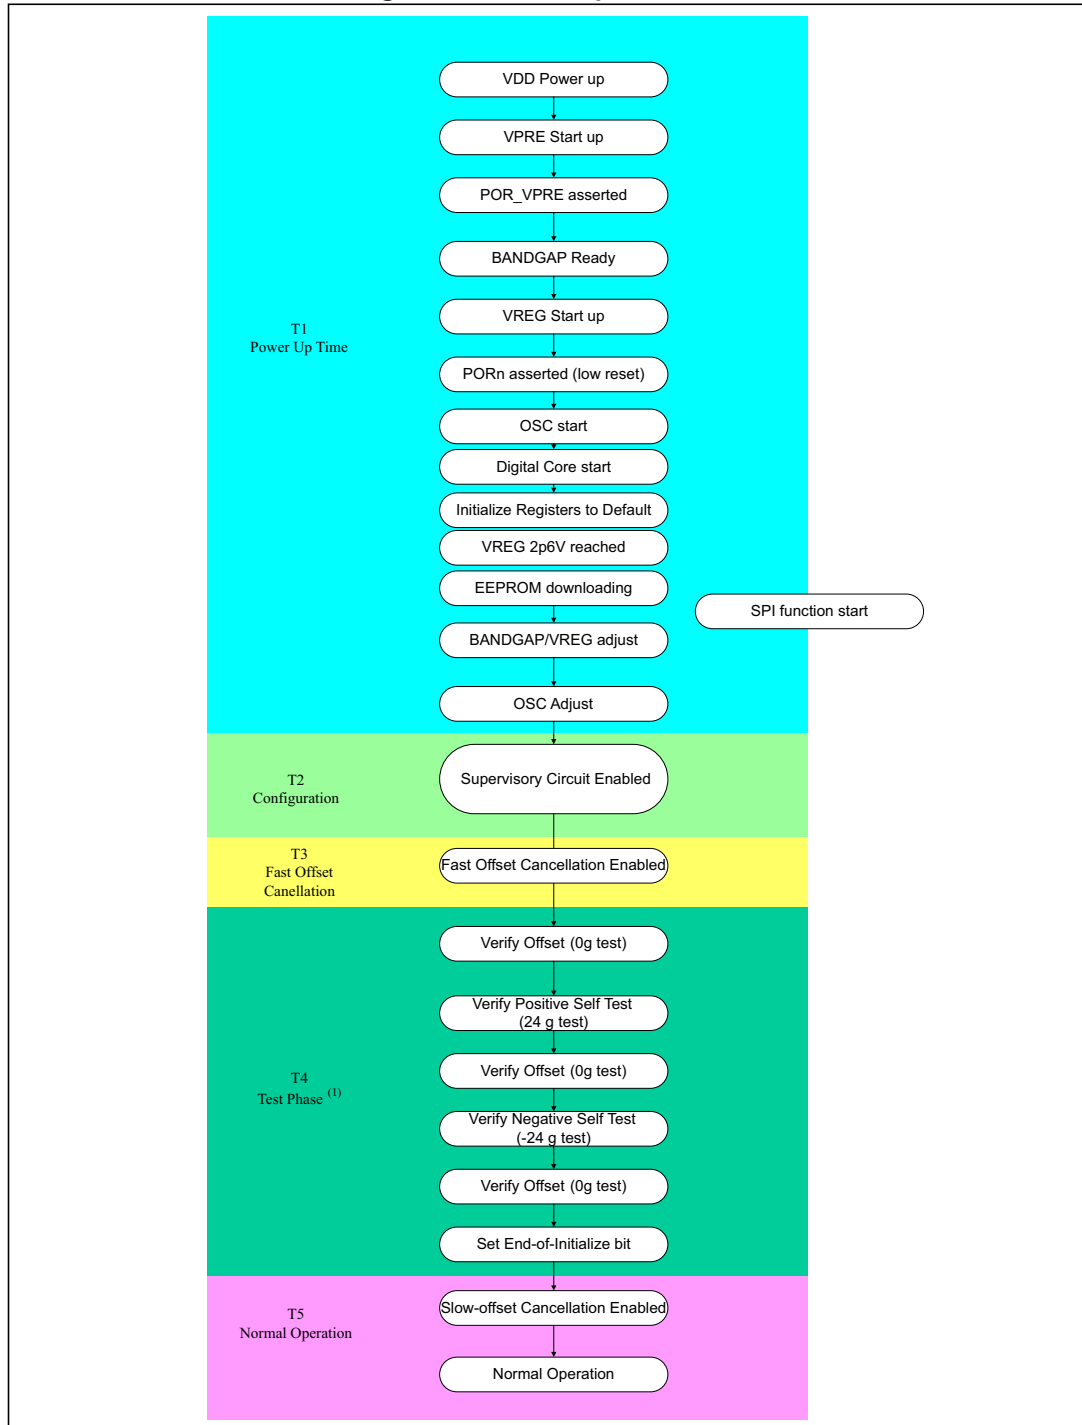 VDD Power up
VPRE Start up
POR_VPRE asserted
BANDGAP Ready
VREG Start up
T1
Power Up Time
PORn asserted (low reset)
OSC start
Digital Core start
Initialize Registers to Default
VREG 2p6V reached
EEPROM downloading
SPI function start
BANDGAP/VREG adjust
OSC Adjust
T2
Configuration
Supervisory Circuit Enabled
T3
Fast Offset
Canellation
Fast Offset Cancellation Enabled
Verify Offset (0g test)
Verify Positive Self Test
(24 g test)
Verify Offset (0g test)
T4
Test Phase (1)
Verify Negative Self Test
(-24 g test)
Verify Offset (0g test)
Set End-of-Initialize bit
Slow-offset Cancellation Enabled
T5
Normal Operation
Normal Operation